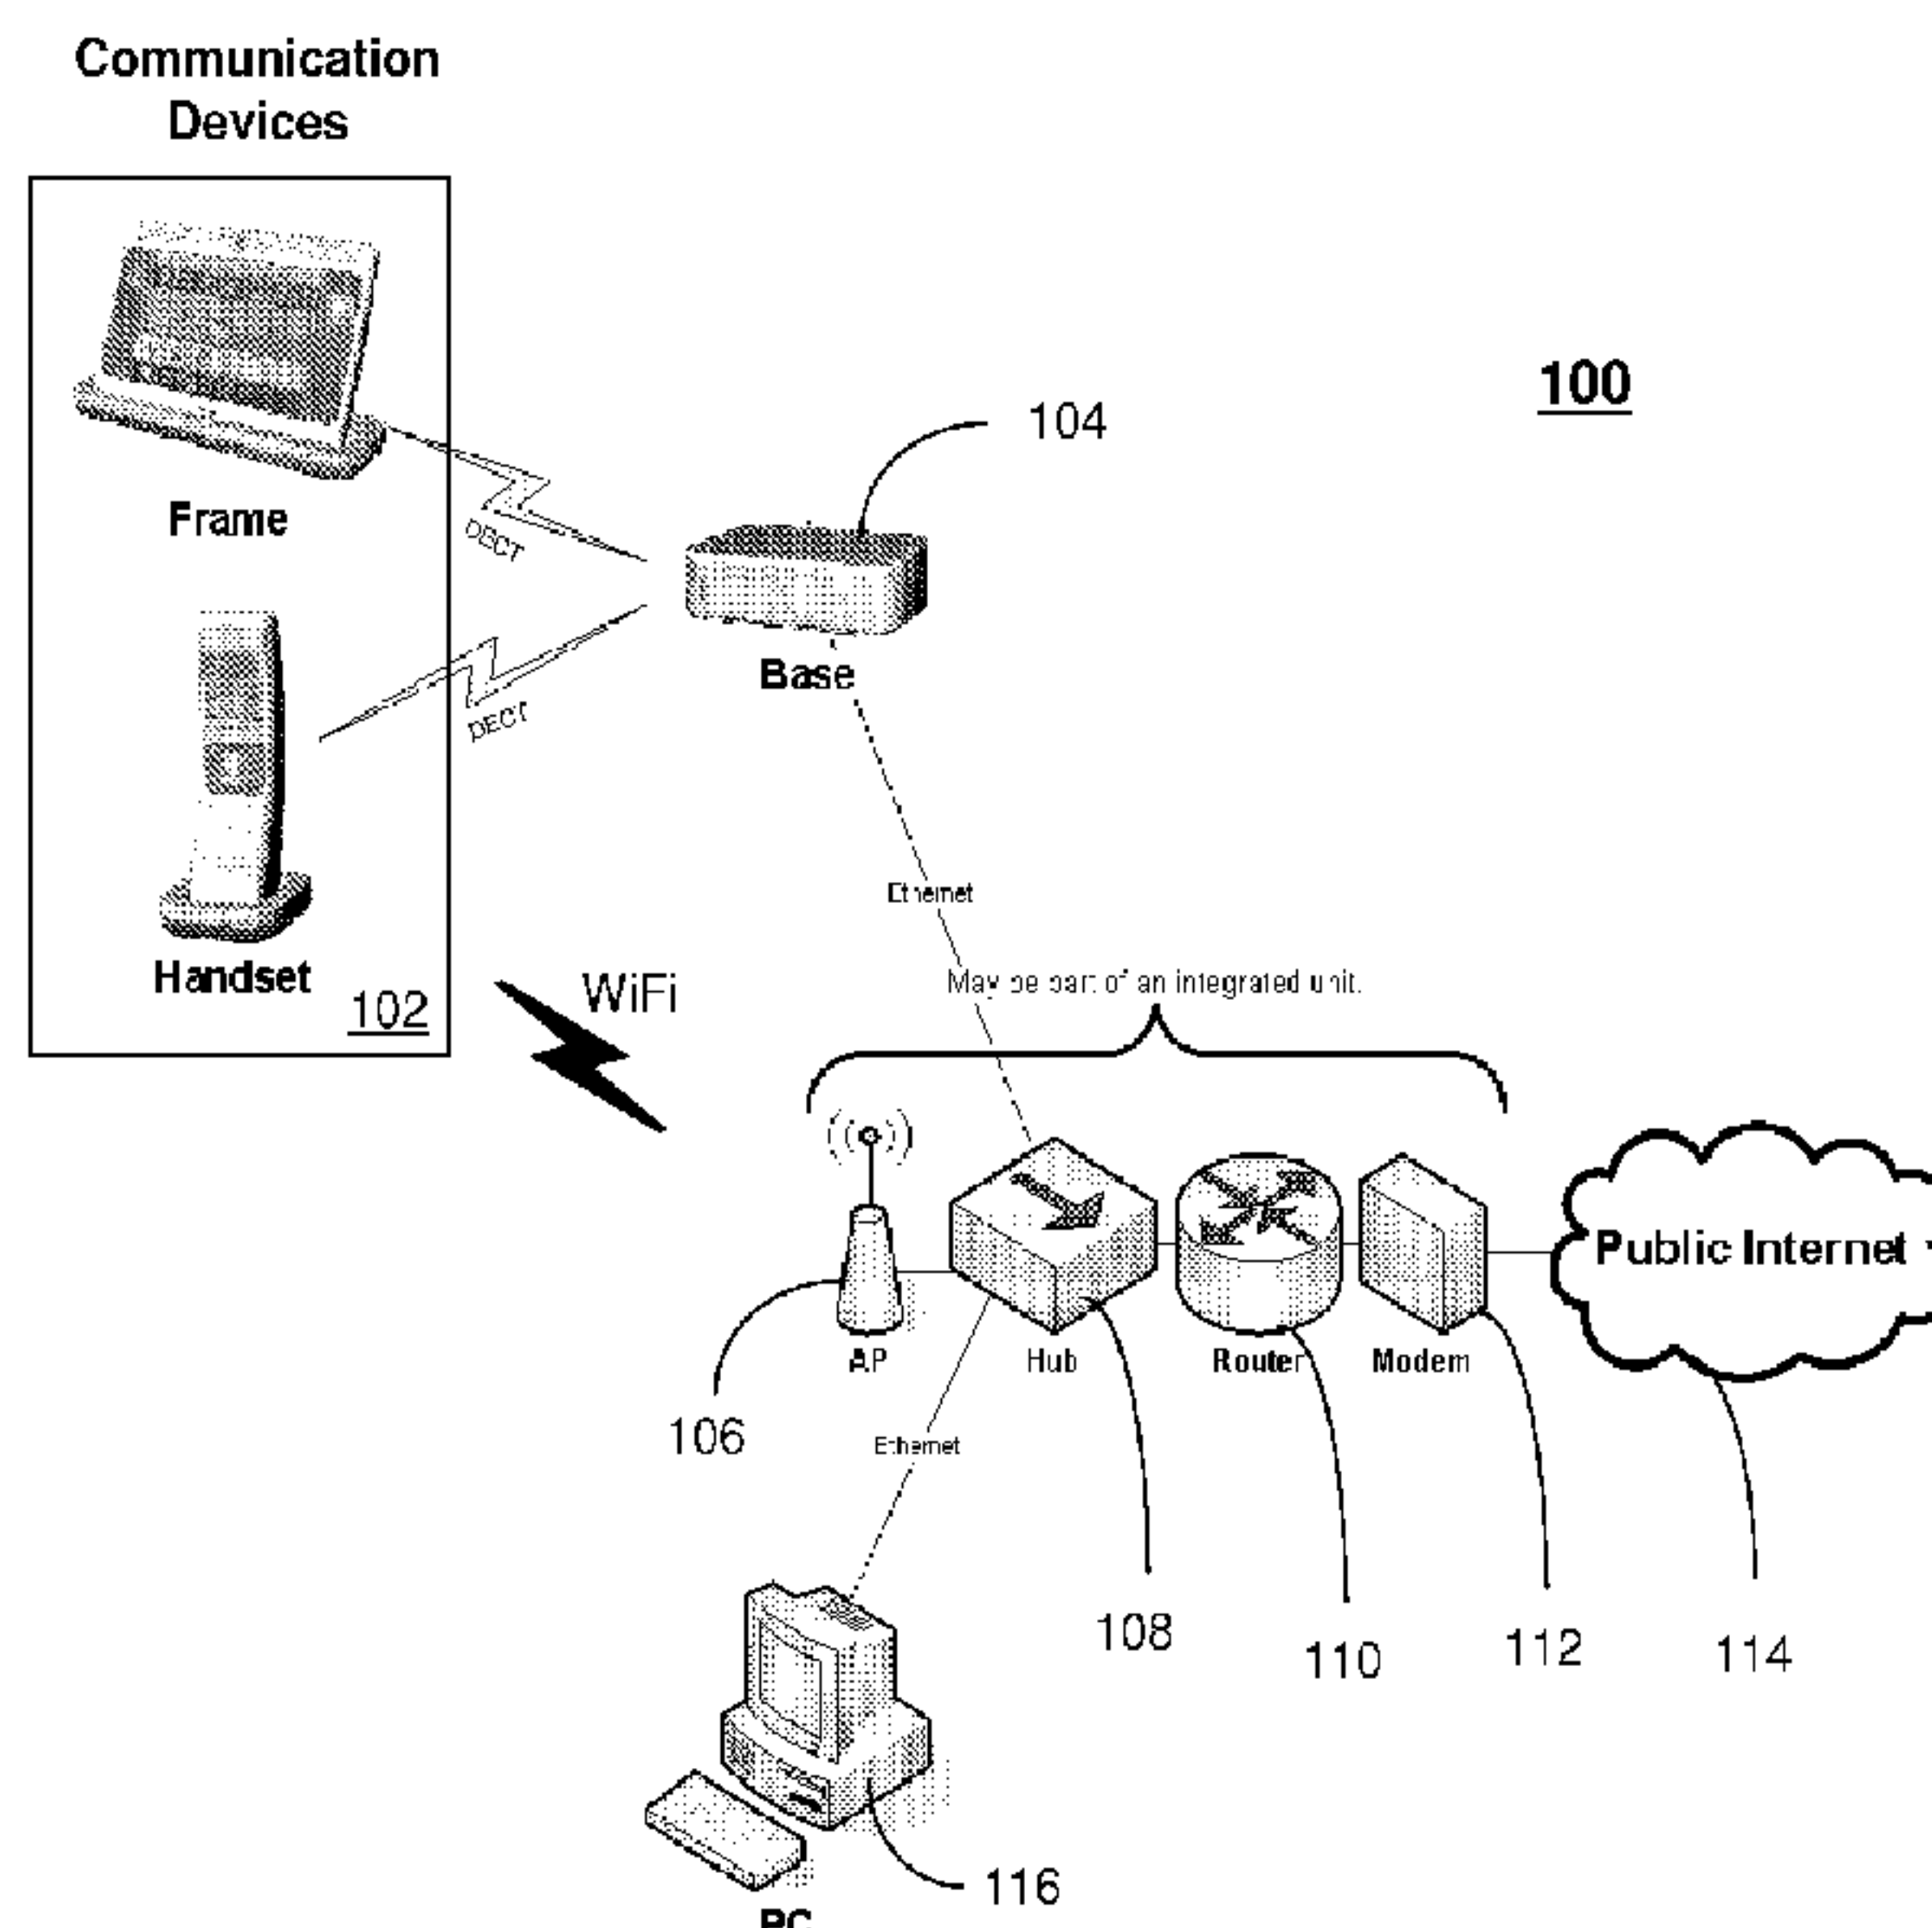 Communication
Devices
100
104
Frame
DECT
Base
DECT
Ethernet
Handset
102
WiFi
May be part of an integrated unit.
Public Internet
AP
Hub
Router
Modem
106
Ethernet
108
110
112
114
116
PC